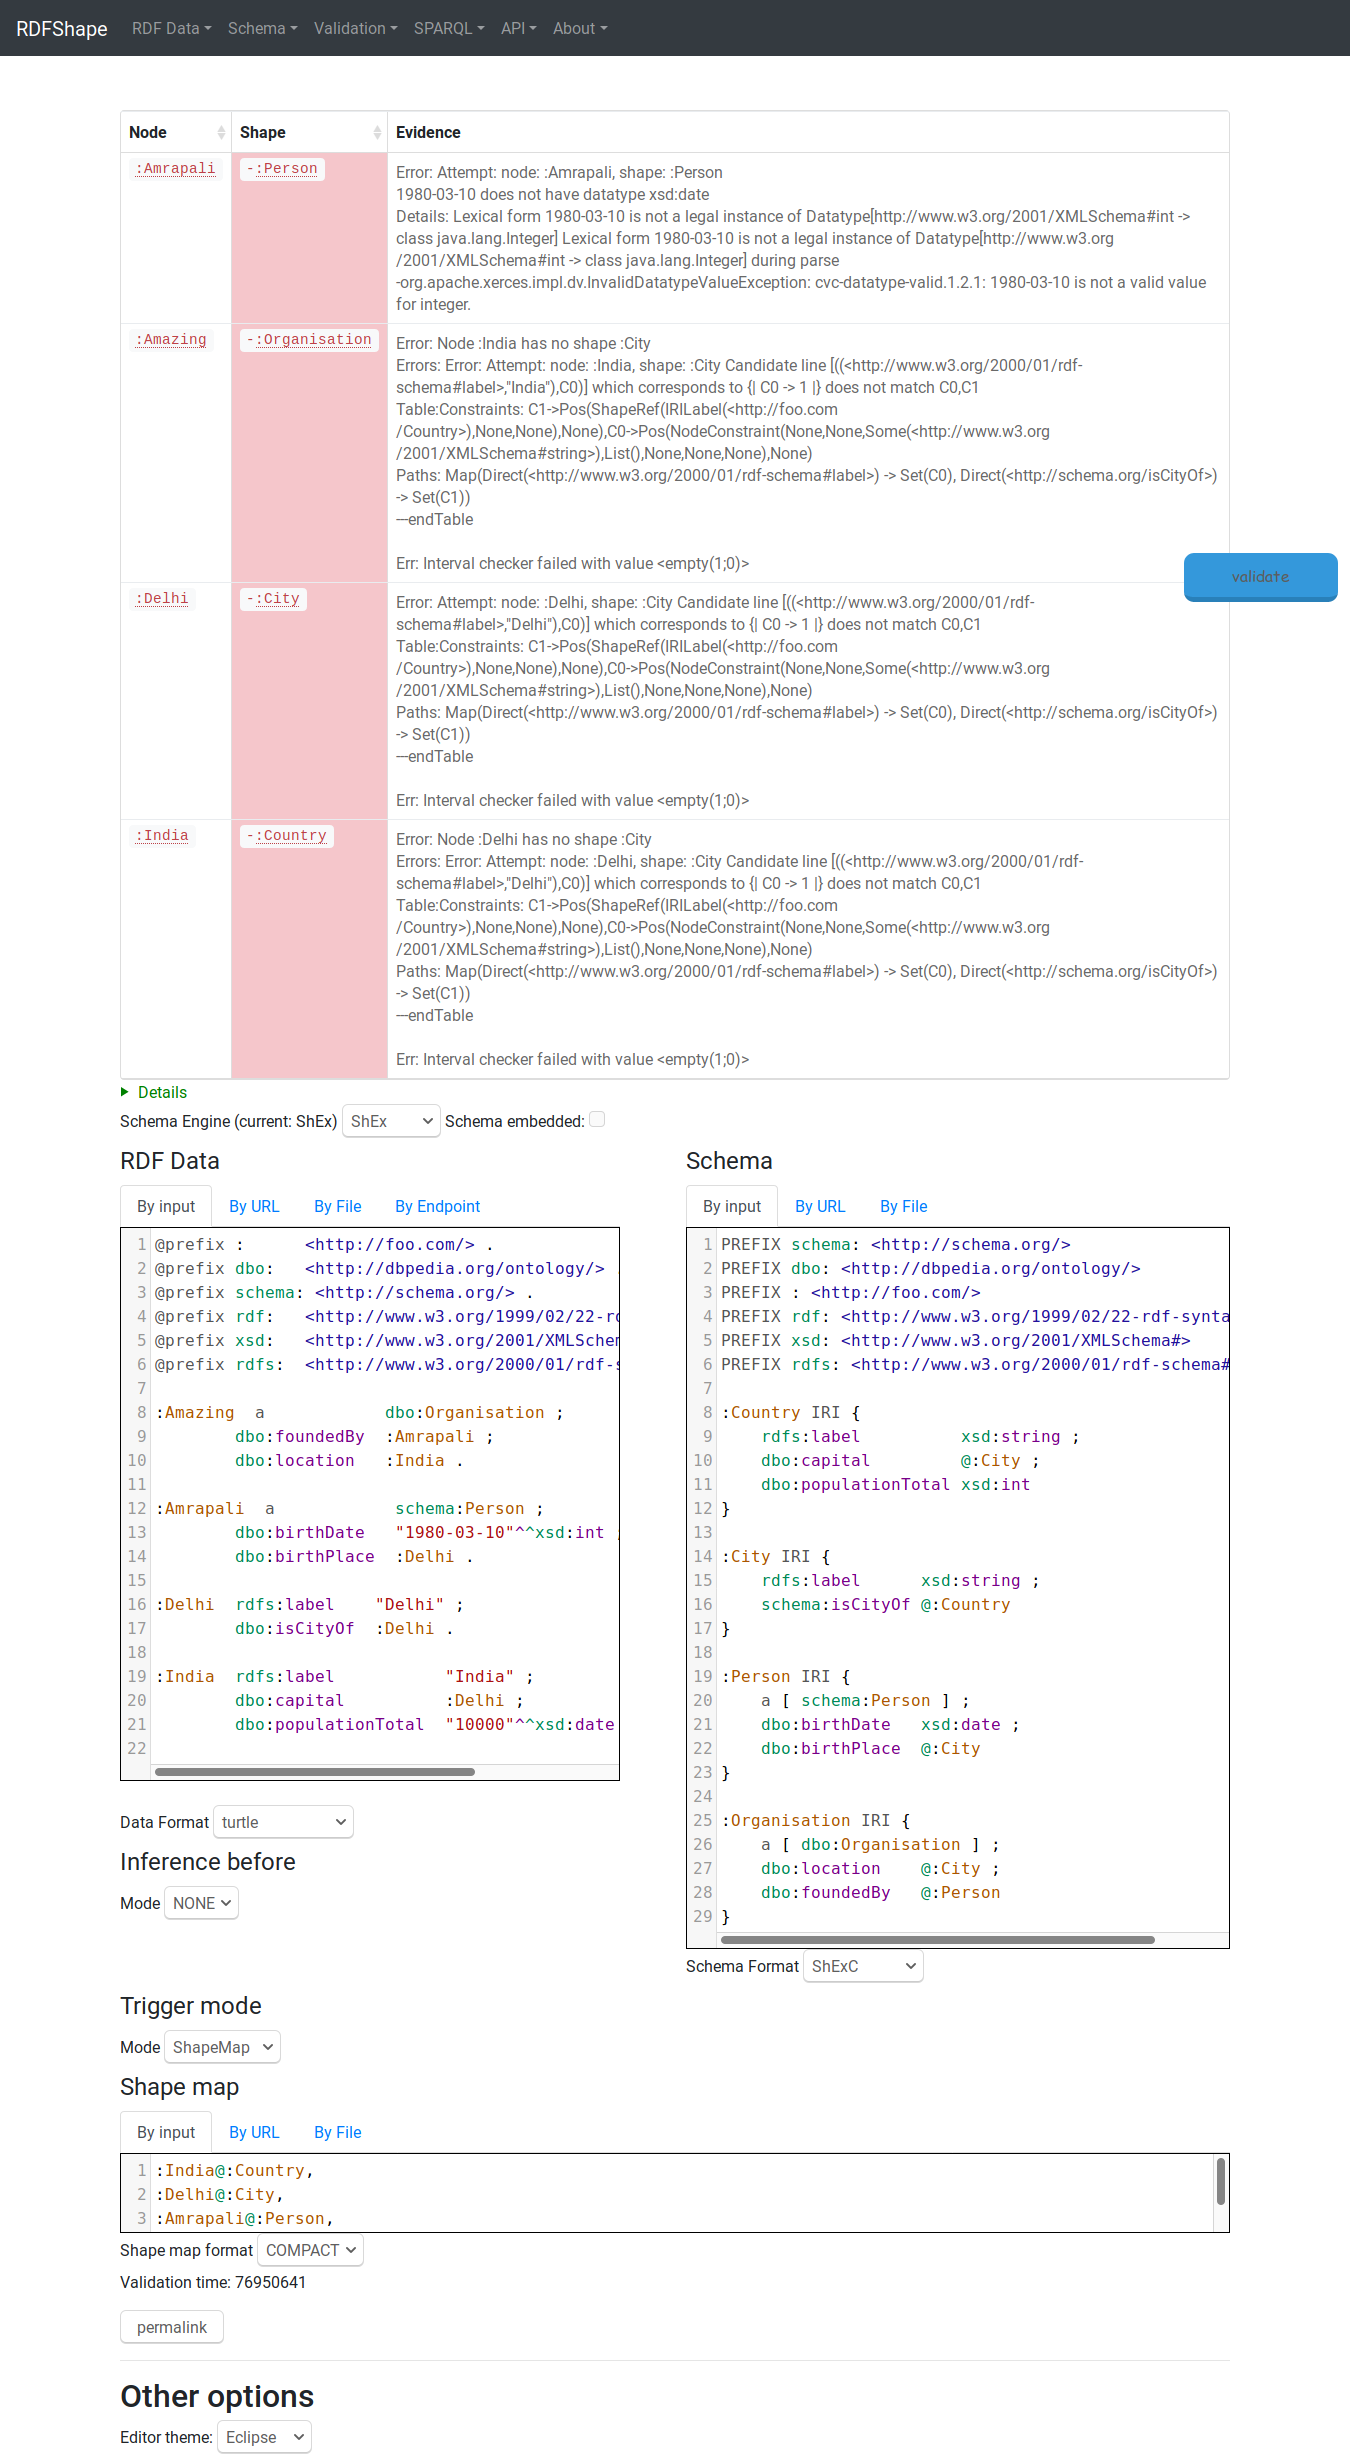 RDFShape RDF Data Schema Validation SPARQL API About
Node Shape Evidence
:Amrapali -:Person Error: Attempt: node: :Amrapali, shape: :Person
1980-03-10 does not have datatype xsd:date
Details: Lexical form 1980-03-10 is not a legal instance of Datatype[http://www.w3.org/2001/XMLSchema#int ->
class java.lang.Integer] Lexical form 1980-03-10 is not a legal instance of Datatype[http://www.w3.org
/2001/XMLSchema#int -> class java.lang.Integer] during parse
-org.apache.xerces.impl.dv.InvalidDatatypeValueException: cvc-datatype-valid.1.2.1: 1980-03-10 is not a valid value
for integer.
:Amazing -:Organisation Error: Node :India has no shape :City
Errors: Error: Attempt: node: :India, shape: :City Candidate line [((<http://www.w3.org/2000/01/rdf-
schema#label>,"India"),C0)] which corresponds to {| C0 -> 1 |} does not match C0,C1
Table:Constraints: C1->Pos(ShapeRef(IRILabel(<http://foo.com
/Country>),None,None),None),C0->Pos(NodeConstraint(None,None,Some(<http://www.w3.org
/2001/XMLSchema#string>),List(),None,None,None),None)
Paths: Map(Direct(<http://www.w3.org/2000/01/rdf-schema#label>) -> Set(C0), Direct(<http://schema.org/isCityOf>)
-> Set(C1))
---endTable
Err: Interval checker failed with value <empty(1;0)>
validate
:Delhi -:City Error: Attempt: node: :Delhi, shape: :City Candidate line [((<http://www.w3.org/2000/01/rdf-
schema#label>,"Delhi"),C0)] which corresponds to {| C0 -> 1 |} does not match C0,C1
Table:Constraints: C1->Pos(ShapeRef(IRILabel(<http://foo.com
/Country>),None,None),None),C0->Pos(NodeConstraint(None,None,Some(<http://www.w3.org
/2001/XMLSchema#string>),List(),None,None,None),None)
Paths: Map(Direct(<http://www.w3.org/2000/01/rdf-schema#label>) -> Set(C0), Direct(<http://schema.org/isCityOf>)
-> Set(C1))
---endTable
Err: Interval checker failed with value <empty(1;0)>
:India -:Country Error: Node :Delhi has no shape :City
Errors: Error: Attempt: node: :Delhi, shape: :City Candidate line [((<http://www.w3.org/2000/01/rdf-
schema#label>,"Delhi"),C0)] which corresponds to {| C0 -> 1 |} does not match C0,C1
Table:Constraints: C1->Pos(ShapeRef(IRILabel(<http://foo.com
/Country>),None,None),None),C0->Pos(NodeConstraint(None,None,Some(<http://www.w3.org
/2001/XMLSchema#string>),List(),None,None,None),None)
Paths: Map(Direct(<http://www.w3.org/2000/01/rdf-schema#label>) -> Set(C0), Direct(<http://schema.org/isCityOf>)
-> Set(C1))
---endTable
Err: Interval checker failed with value <empty(1;0)>
Details
Schema Engine (current: ShEx) ShEx Schema embedded:
RDF Data
By input By URL By File By Endpoint
1 @prefix : <http://foo.com/> .
2 @prefix dbo: <http://dbpedia.org/ontology/> .
3 @prefix schema: <http://schema.org/> .
4 @prefix rdf: <http://www.w3.org/1999/02/22-r
5 @prefix xsd: <http://www.w3.org/2001/XMLSche
6 @prefix rdfs: <http://www.w3.org/2000/01/rdf-s
7
8 :Amazing a dbo:Organisation ;
9 dbo:foundedBy :Amrapali ;
10 dbo:location :India .
11
12 :Amrapali a schema:Person ;
13 dbo:birthDate "1980-03-10"^^xsd:int ;
14 dbo:birthPlace :Delhi .
15
16 :Delhi rdfs:label "Delhi" ;
17 dbo:isCityOf :Delhi .
18
19 :India rdfs:label "India" ;
20 dbo:capital :Delhi ;
21 dbo:populationTotal "10000"^^xsd:date
22
Data Format turtle
Inference before
Mode NONE
Schema
By input By URL By File
1 PREFIX schema: <http://schema.org/>
2 PREFIX dbo: <http://dbpedia.org/ontology/>
3 PREFIX : <http://foo.com/>
4 PREFIX rdf: <http://www.w3.org/1999/02/22-rdf-synta
5 PREFIX xsd: <http://www.w3.org/2001/XMLSchema#>
6 PREFIX rdfs: <http://www.w3.org/2000/01/rdf-schema#
7
8 :Country IRI {
9 rdfs:label xsd:string ;
10 dbo:capital @:City ;
11 dbo:populationTotal xsd:int
12 }
13
14 :City IRI {
15 rdfs:label xsd:string ;
16 schema:isCityOf @:Country
17 }
18
19 :Person IRI {
20 a [ schema:Person ] ;
21 dbo:birthDate xsd:date ;
22 dbo:birthPlace @:City
23 }
24
25 :Organisation IRI {
26 a [ dbo:Organisation ] ;
27 dbo:location @:City ;
28 dbo:foundedBy @:Person
29 }
Schema Format ShExC
Trigger mode
Mode ShapeMap
Shape map
By input By URL By File
1 :India@:Country,
2 :Delhi@:City,
3 :Amrapali@:Person,
Shape map format COMPACT
Validation time: 76950641
permalink
Other options
Editor theme: Eclipse